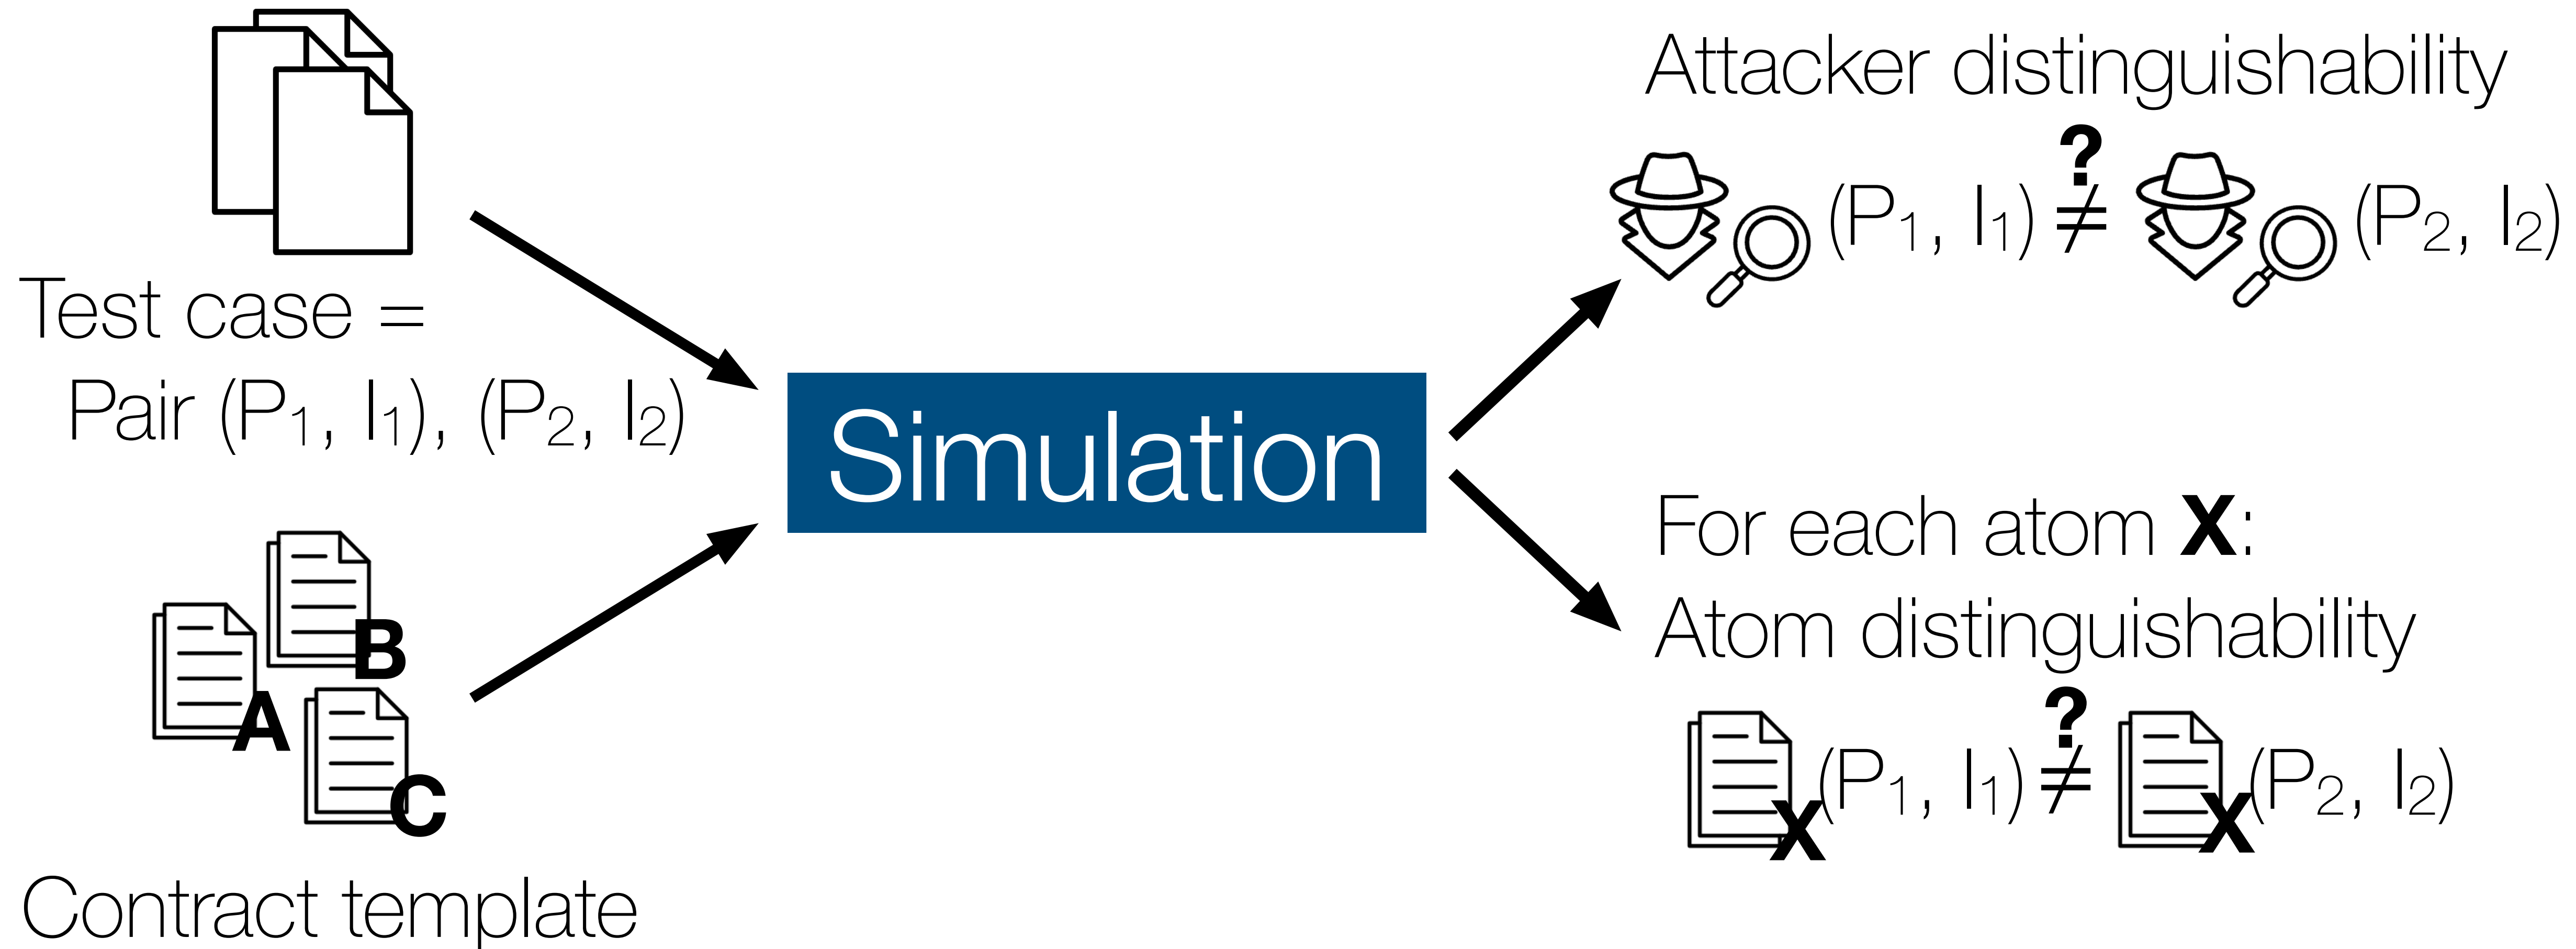 Test case =
Pair (P₁, I₁), (P₂, I₂)
B
A
C
Contract template
Simulation
Attacker distinguishability
(P₁, I₁) ≠ (P₂, I₂)
?
For each atom X:
Atom distinguishability
?
X(P₁, I₁) ≠ X(P₂, I₂)